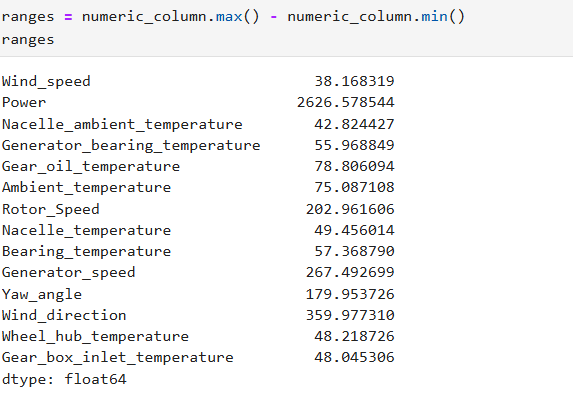 ranges = numeric_column.max() - numeric_column.min()
ranges
Wind_speed 38.168319
Power 2626.578544
Nacelle_ambient_temperature 42.824427
Generator_bearing_temperature 55.968849
Gear_oil_temperature 78.806094
Ambient_temperature 75.087108
Rotor_Speed 202.961606
Nacelle_temperature 49.456014
Bearing_temperature 57.368790
Generator_speed 267.492699
Yaw_angle 179.953726
Wind_direction 359.977310
Wheel_hub_temperature 48.218726
Gear_box_inlet_temperature 48.045306
dtype: float64